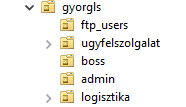 gyorgls
ftp_users
ugyfelszolgalat
boss
admin
logisztika